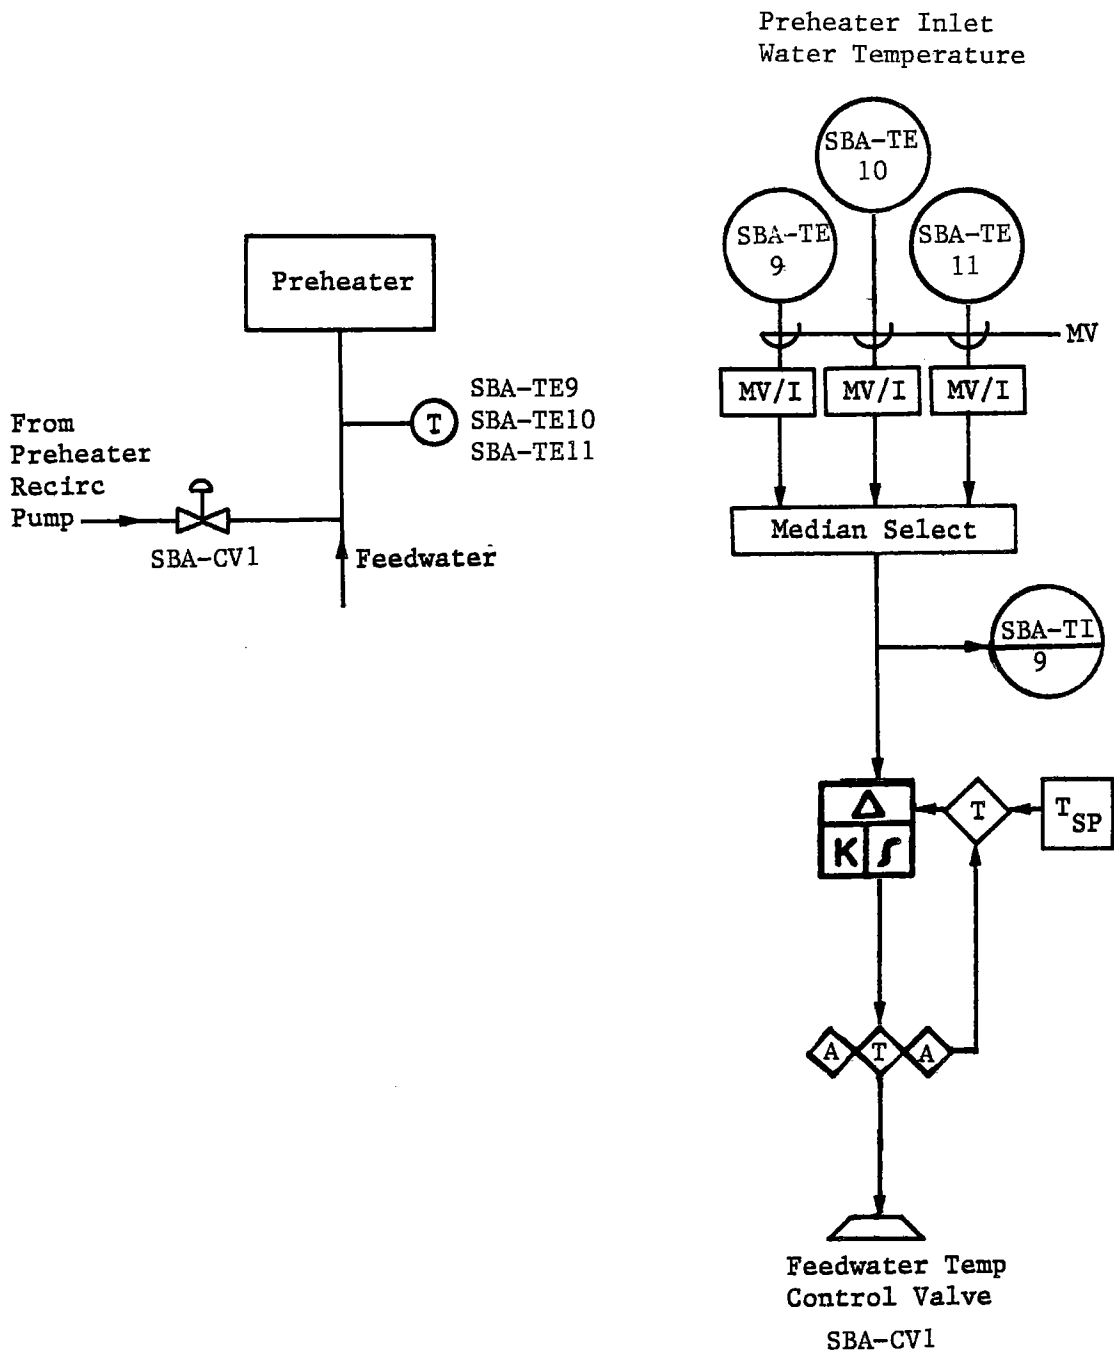 Preheater Inlet
Water Temperature
SBA-TE
10
SBA-TE
9
SBA-TE
11
MV
MV/I
MV/I
MV/I
Median Select
SBA-TI
9
Δ
K ∫
T
T
SP
A
T
A
Feedwater Temp
Control Valve
SBA-CV1
Preheater
T
SBA-TE9
SBA-TE10
SBA-TE11
From
Preheater
Recirc
Pump
SBA-CV1
Feedwater